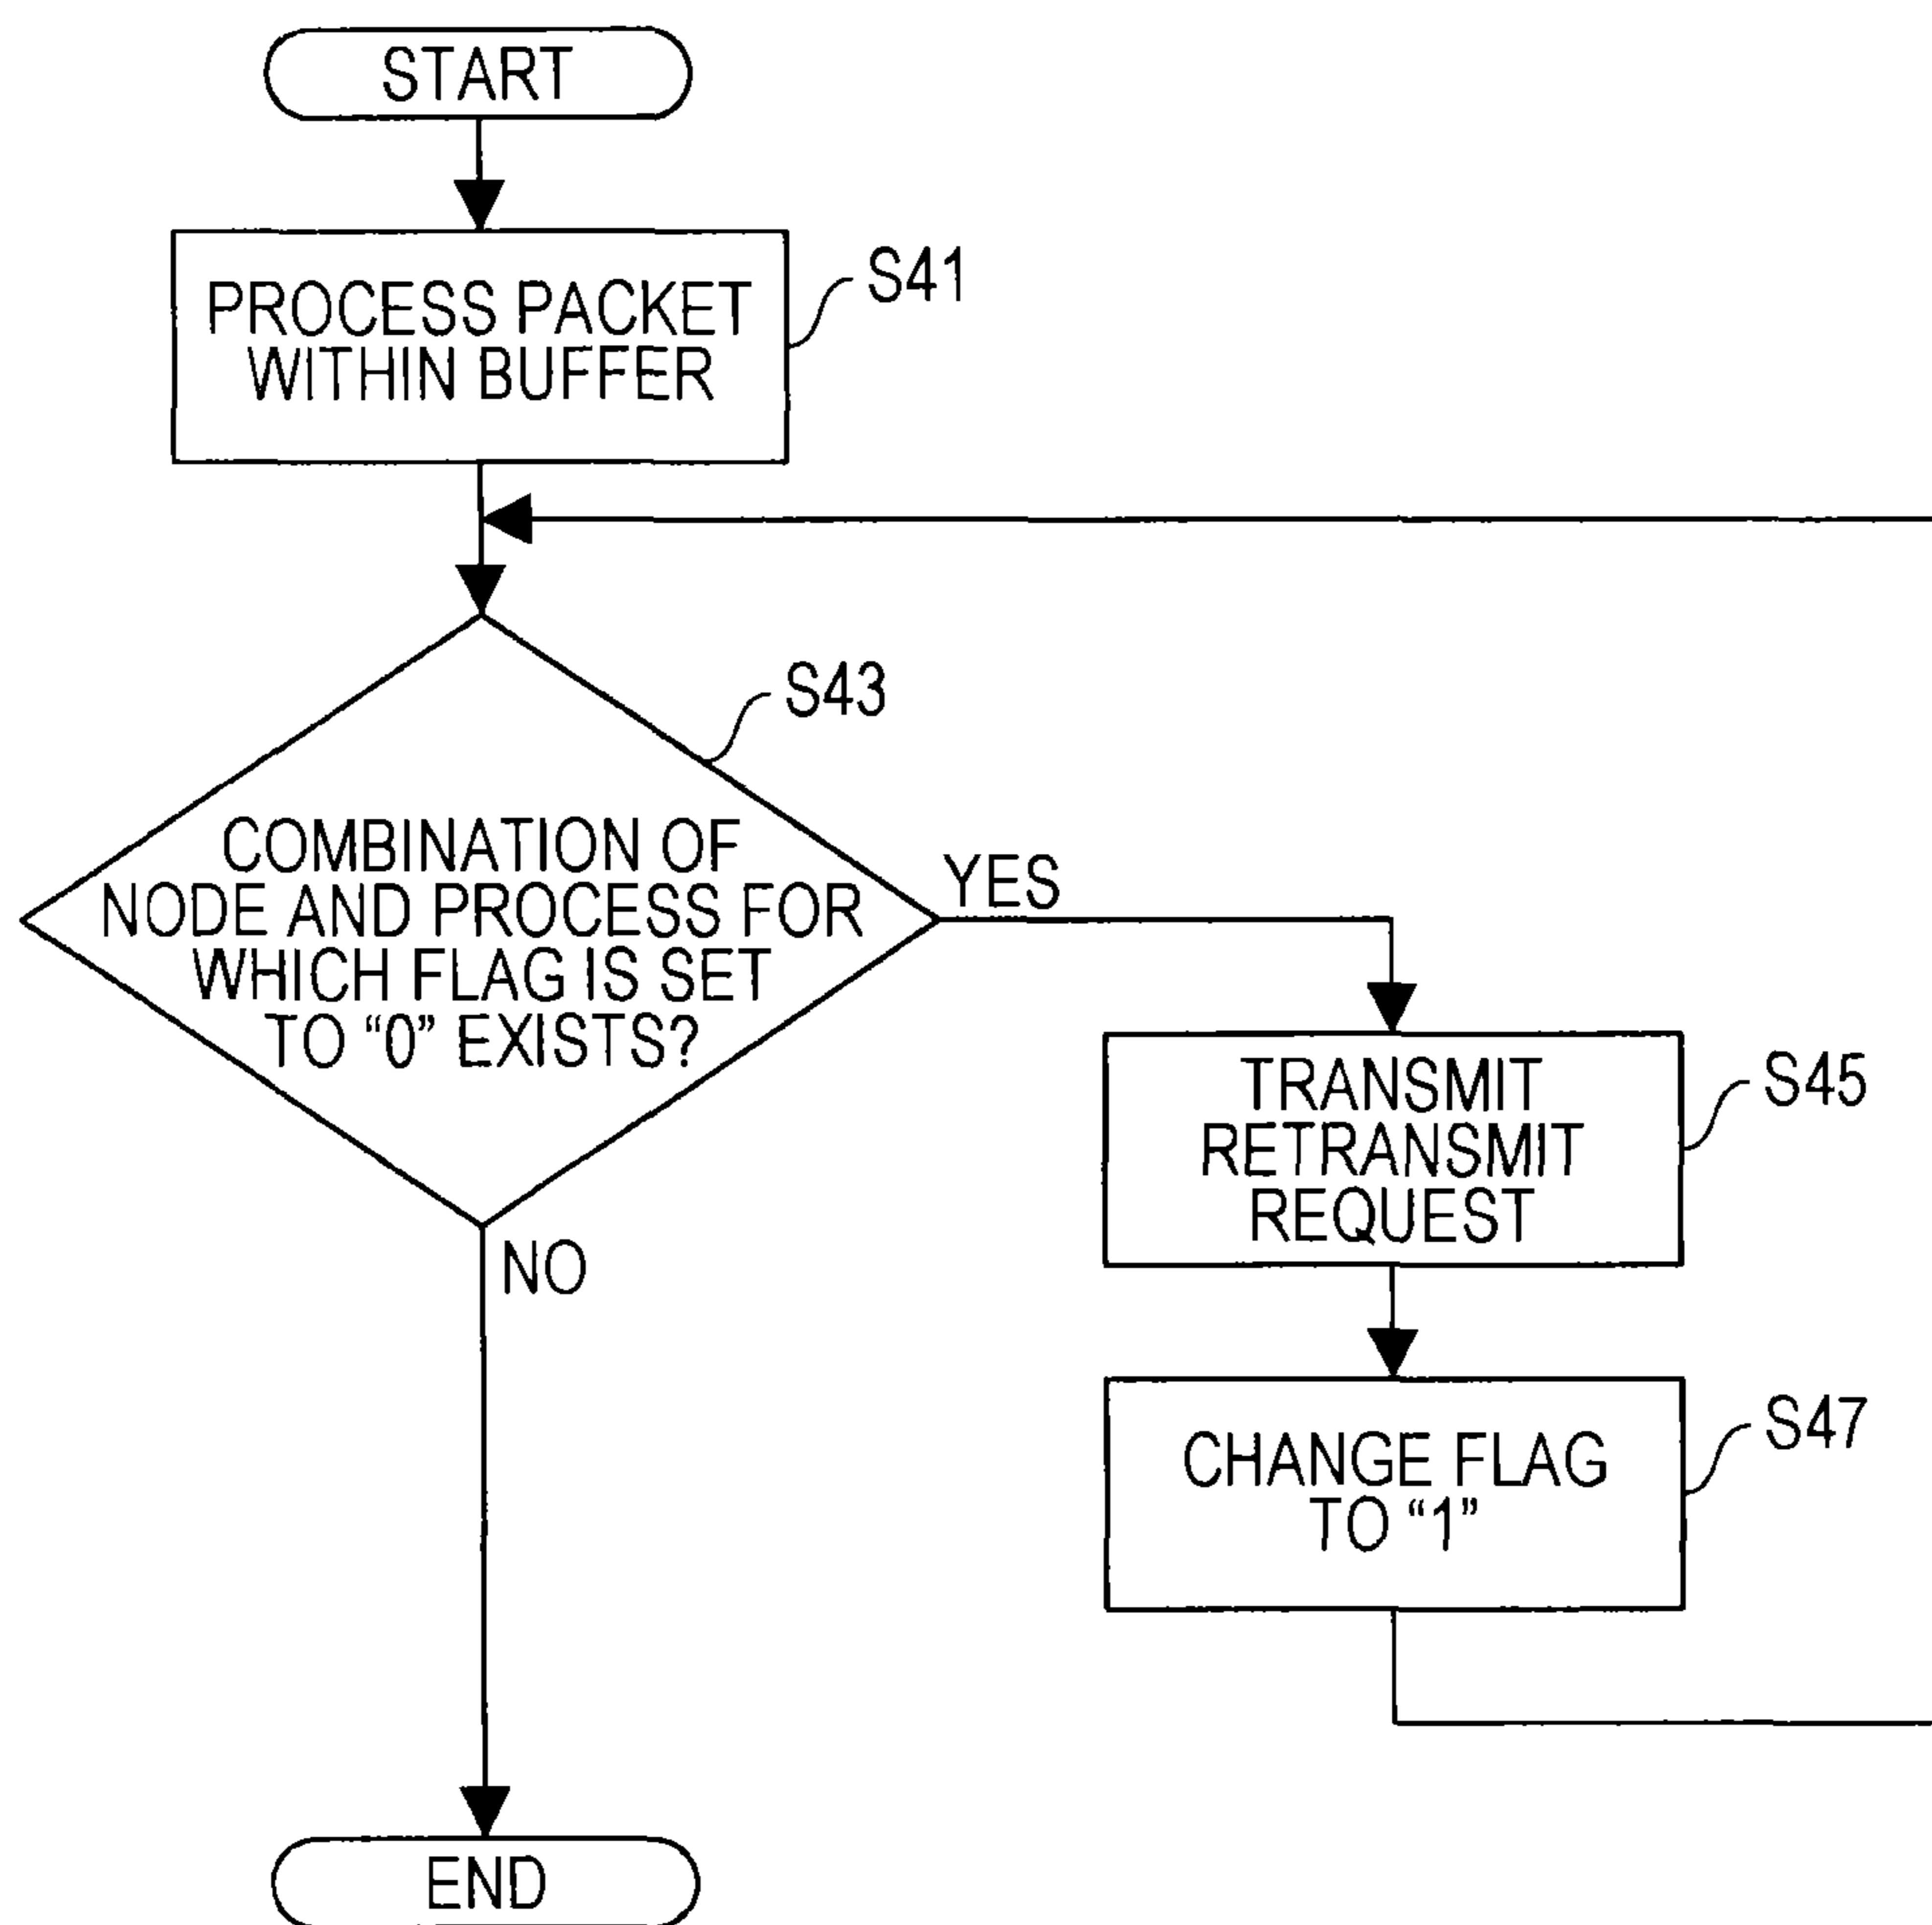 START
PROCESS PACKET
WITHIN BUFFER
S41
S43
COMBINATION OF
NODE AND PROCESS FOR
WHICH FLAG IS SET
TO “0” EXISTS?
YES
NO
TRANSMIT
RETRANSMIT
REQUEST
S45
CHANGE FLAG
TO “1”
S47
END